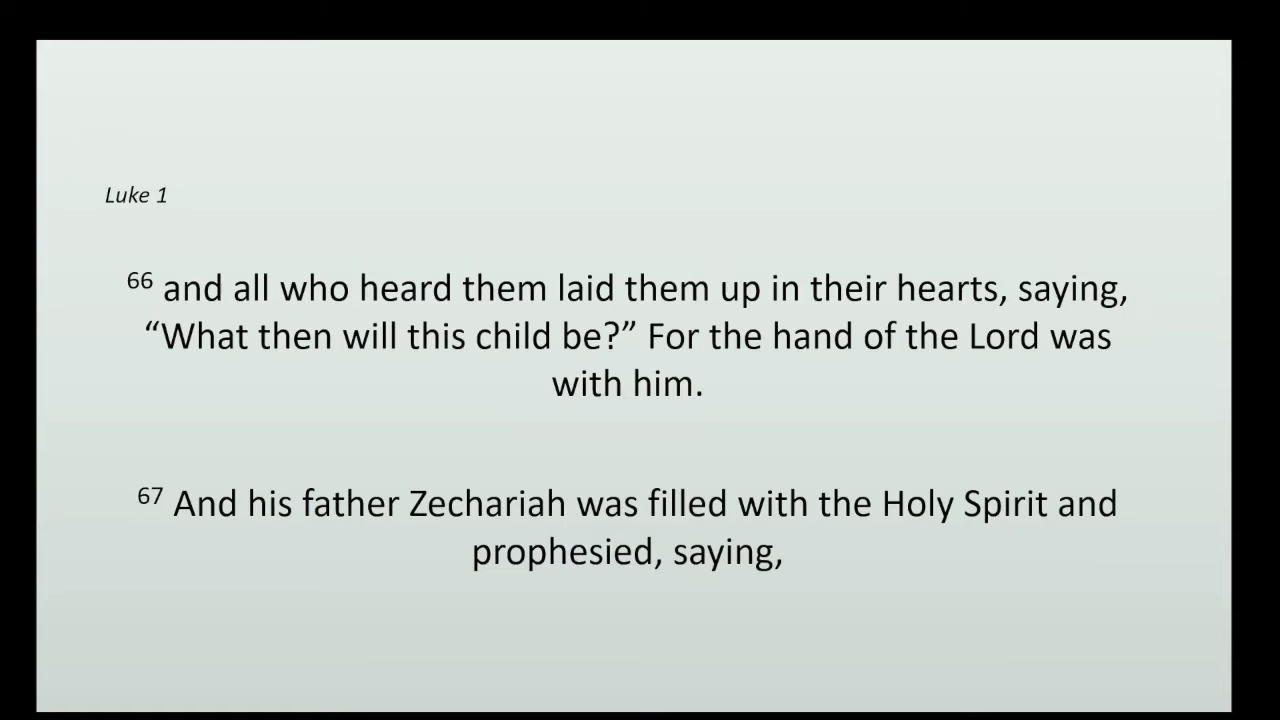 Luke 1
66 and all who heard them laid them up in their hearts, saying,
“What then will this child be?” For the hand of the Lord was
with him.
67 And his father Zechariah was filled with the Holy Spirit and
prophesied, saying,